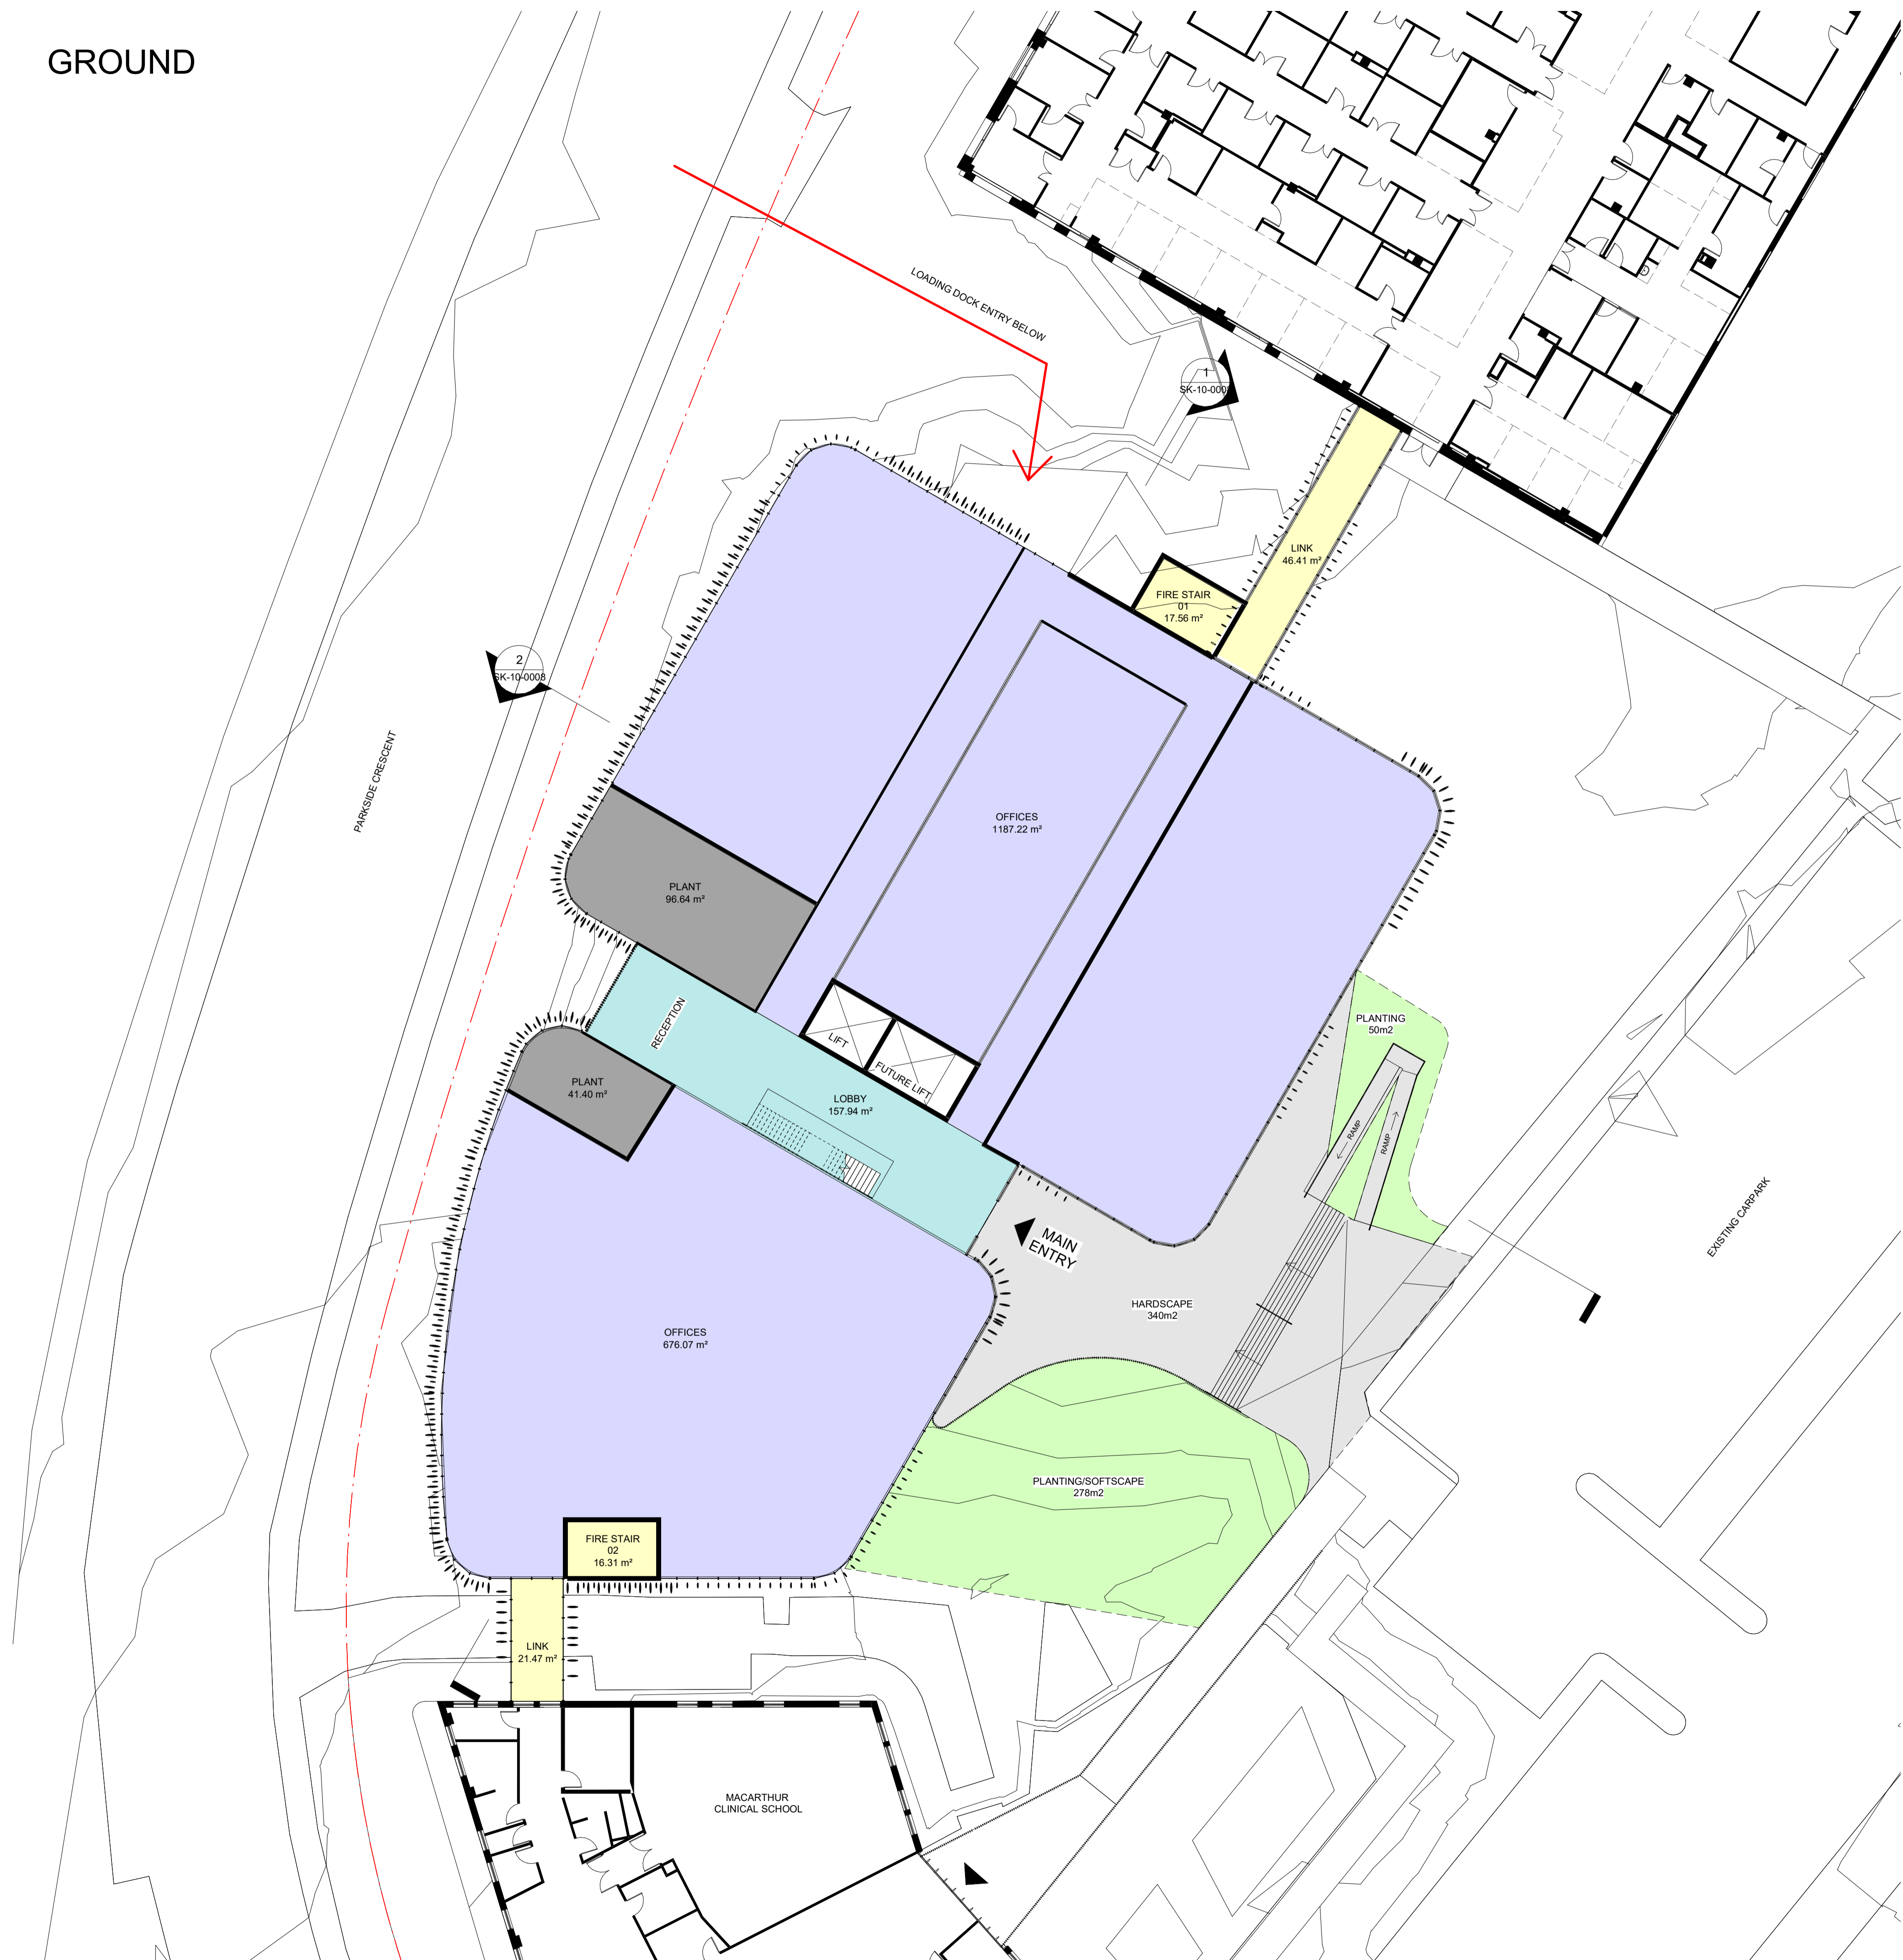 GROUND
LOADING DOCK ENTRY BELOW
1
SK-10-0008
LINK
46.41 m²
FIRE STAIR
01
17.56 m²
2
SK-10-0008
PARKSIDE CRESCENT
OFFICES
1187.22 m²
PLANT
96.64 m²
RECEPTION
LIFT
FUTURE LIFT
PLANTING
50m2
PLANT
41.40 m²
LOBBY
157.94 m²
RAMP
RAMP
EXISTING CARPARK
MAIN
ENTRY
HARDSCAPE
340m2
OFFICES
676.07 m²
PLANTING/SOFTSCAPE
278m2
FIRE STAIR
02
16.31 m²
LINK
21.47 m²
MACARTHUR
CLINICAL SCHOOL